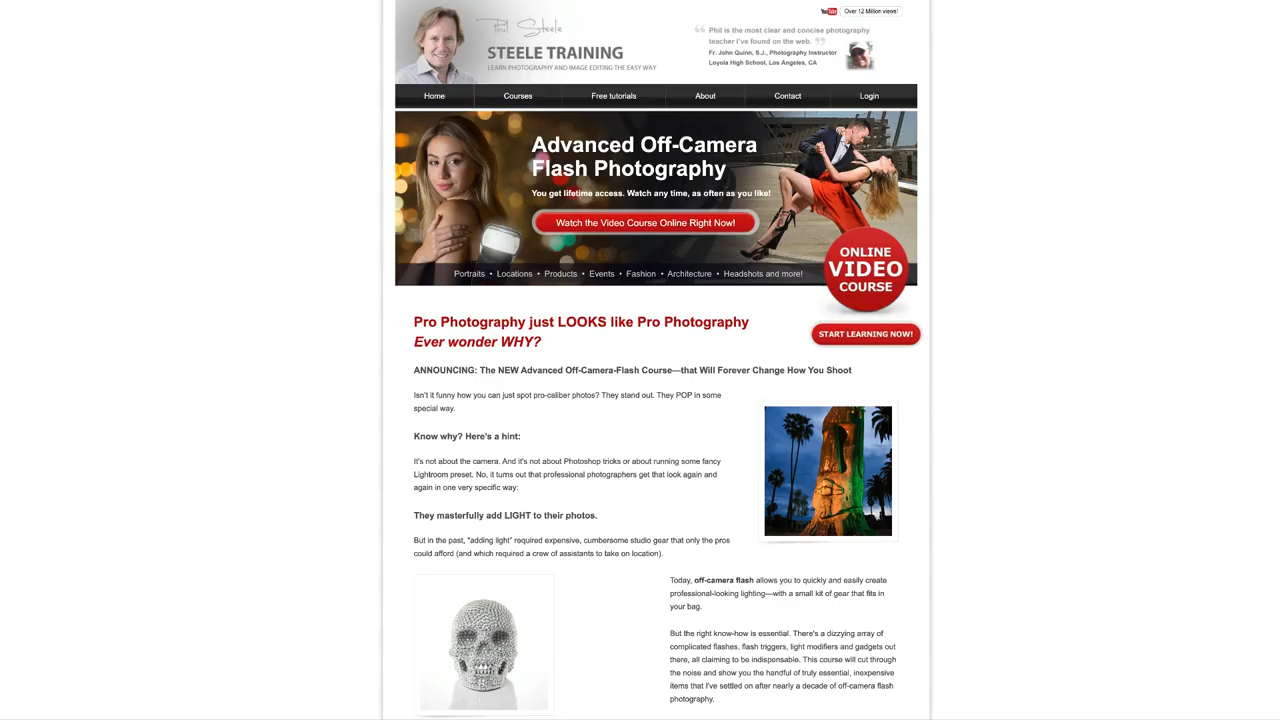 Phil Steele
STEELE TRAINING
LEARN PHOTOGRAPHY AND IMAGE EDITING THE EASY WAY
You Tube Over 12 Million views!
“ Phil is the most clear and concise photography
teacher I've found on the web. ”
Fr. John Quinn, S.J., Photography Instructor
Loyola High School, Los Angeles, CA
Home Courses Free tutorials About Contact Login
Advanced Off-Camera
Flash Photography
You get lifetime access. Watch any time, as often as you like!
Watch the Video Course Online Right Now!
Portraits • Locations • Products • Events • Fashion • Architecture • Headshots and more!
ONLINE
VIDEO
COURSE
START LEARNING NOW!
Pro Photography just LOOKS like Pro Photography
Ever wonder WHY?
ANNOUNCING: The NEW Advanced Off-Camera-Flash Course—that Will Forever Change How You Shoot
Isn't it funny how you can just spot pro-caliber photos? They stand out. They POP in some
special way.
Know why? Here's a hint:
It's not about the camera. And it's not about Photoshop tricks or about running some fancy
Lightroom preset. No, it turns out that professional photographers get that look again and
again in one very specific way:
They masterfully add LIGHT to their photos.
But in the past, "adding light" required expensive, cumbersome studio gear that only the pros
could afford (and which required a crew of assistants to take on location).
Today, off-camera flash allows you to quickly and easily create
professional-looking lighting—with a small kit of gear that fits in
your bag.
But the right know-how is essential. There's a dizzying array of
complicated flashes, flash triggers, light modifiers and gadgets out
there, all claiming to be indispensable. This course will cut through
the noise and show you the handful of truly essential, inexpensive
items that I've settled on after nearly a decade of off-camera flash
photography.